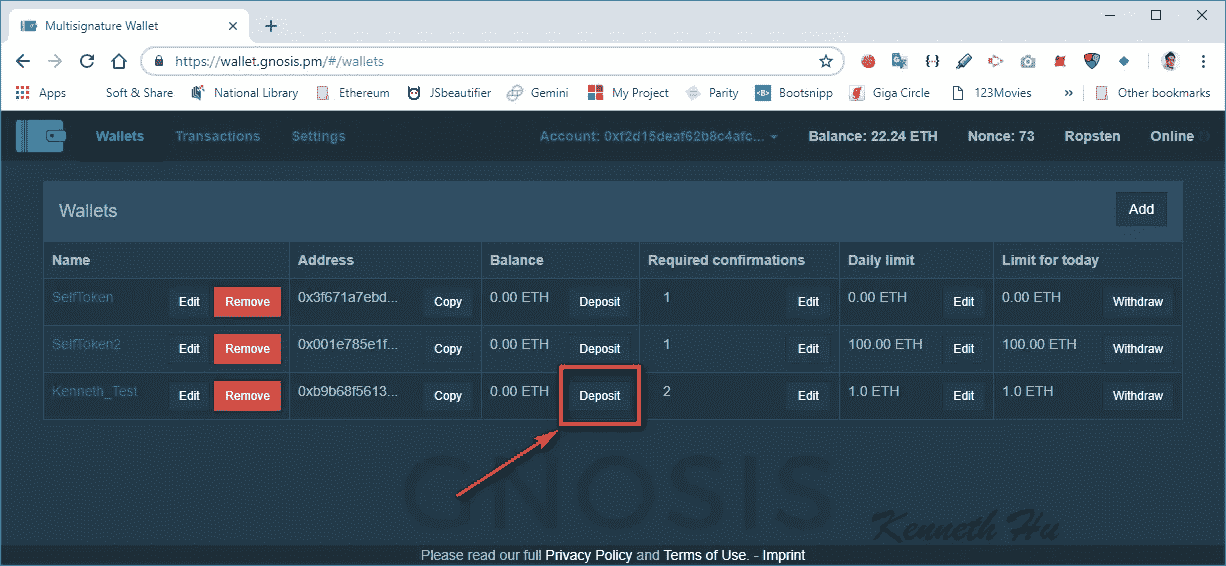 Multisignature Wallet
https://wallet.gnosis.pm/#/wallets
Apps Soft & Share National Library Ethereum JSbeautifier Gemini My Project Parity Bootsnipp Giga Circle 123Movies » Other bookmarks
Wallets Transactions Settings Account: 0xf2d15deaf62b8c4afc... Balance: 22.24 ETH Nonce: 73 Ropsten Online
Wallets Add
Name Address Balance Required confirmations Daily limit Limit for today
SelfToken Edit Remove 0x3f671a7ebd... Copy 0.00 ETH Deposit 1 Edit 0.00 ETH Edit 0.00 ETH Withdraw
SelfToken2 Edit Remove 0x001e785e1f... Copy 0.00 ETH Deposit 1 Edit 100.00 ETH Edit 100.00 ETH Withdraw
Kenneth_Test Edit Remove 0xb9b68f5613... Copy 0.00 ETH Deposit 2 Edit 1.0 ETH Edit 1.0 ETH Withdraw
GNOSIS
Kenneth Hu
Please read our full Privacy Policy and Terms of Use. - Imprint